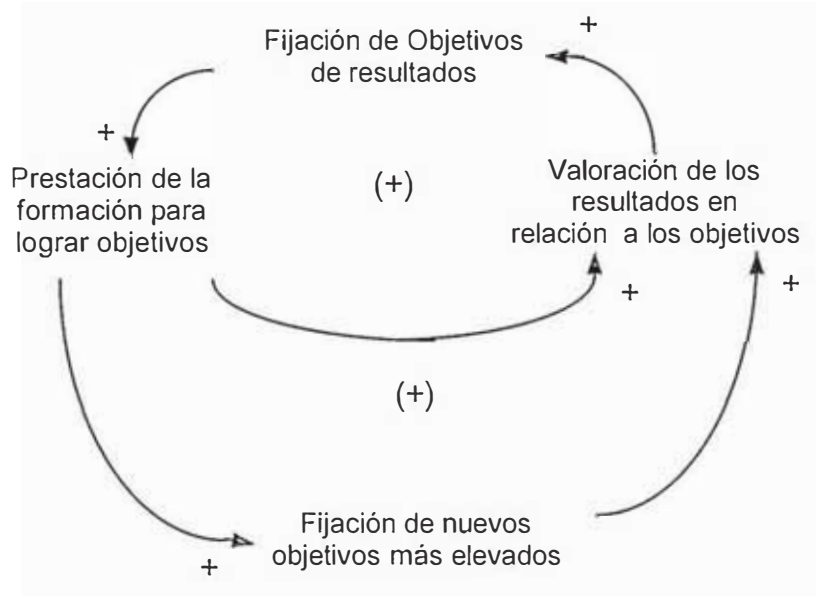 +
Fijación de Objetivos
de resultados
+
Prestación de la
formación para
lograr objetivos
(+)
Valoración de los
resultados en
relación a los objetivos
+
+
(+)
Fijación de nuevos
objetivos más elevados
+